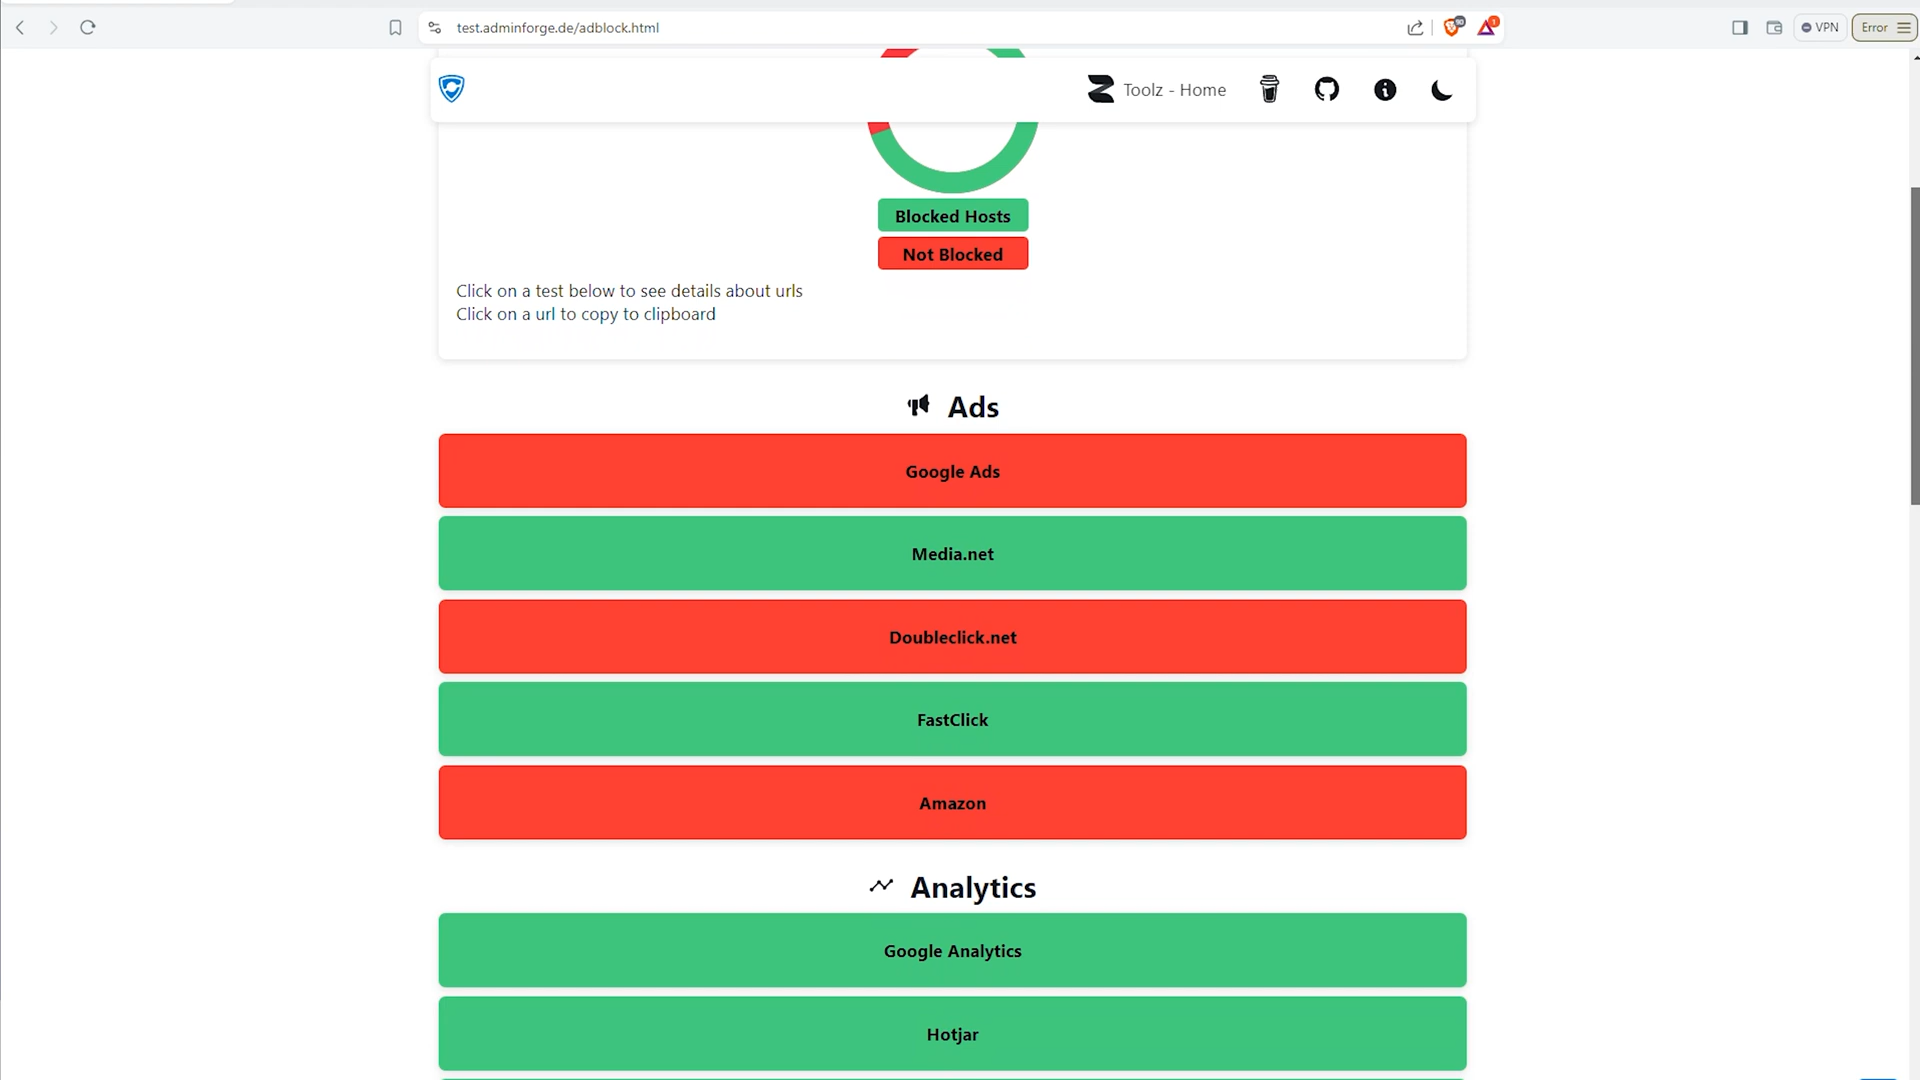 test.adminforge.de/adblock.html
90
1
VPN
Error
Toolz - Home
Blocked Hosts
Not Blocked
Click on a test below to see details about urls
Click on a url to copy to clipboard
Ads
Google Ads
Media.net
Doubleclick.net
FastClick
Amazon
Analytics
Google Analytics
Hotjar